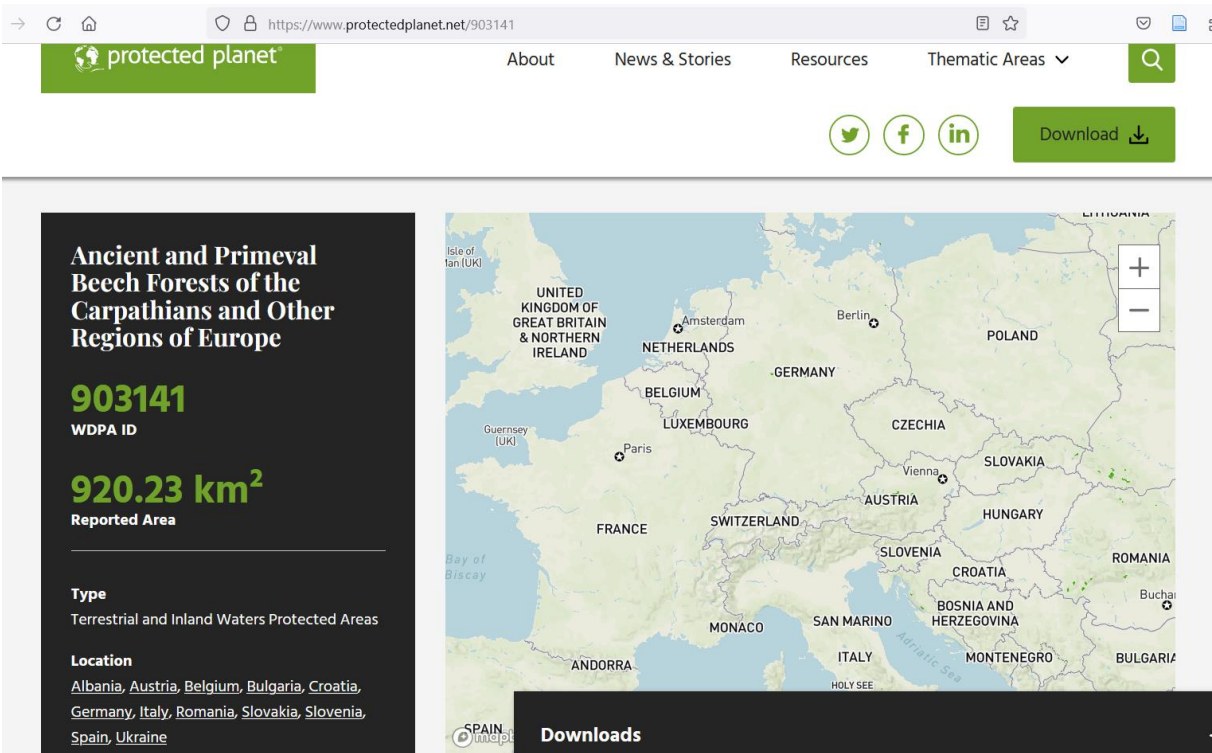 https://www.protectedplanet.net/903141
protected planet®
About News & Stories Resources Thematic Areas
Download
Ancient and Primeval
Beech Forests of the
Carpathians and Other
Regions of Europe
903141
WDPA ID
920.23 km²
Reported Area
Type
Terrestrial and Inland Waters Protected Areas
Location
Albania, Austria, Belgium, Bulgaria, Croatia,
Germany, Italy, Romania, Slovakia, Slovenia,
Spain, Ukraine
LITHUANIA
Isle of
Man (UK)
UNITED
KINGDOM OF
GREAT BRITAIN
& NORTHERN
IRELAND
Amsterdam
NETHERLANDS
Berlin
POLAND
GERMANY
BELGIUM
LUXEMBOURG
Guernsey
(UK)
Paris
CZECHIA
SLOVAKIA
Vienna
AUSTRIA
HUNGARY
FRANCE
SWITZERLAND
SLOVENIA
CROATIA
ROMANIA
Bay of
Biscay
BOSNIA AND
HERZEGOVINA
Bucha
MONACO
SAN MARINO
Adriatic Sea
ITALY
MONTENEGRO
BULGARIA
ANDORRA
HOLY SEE
SPAIN
Downloads